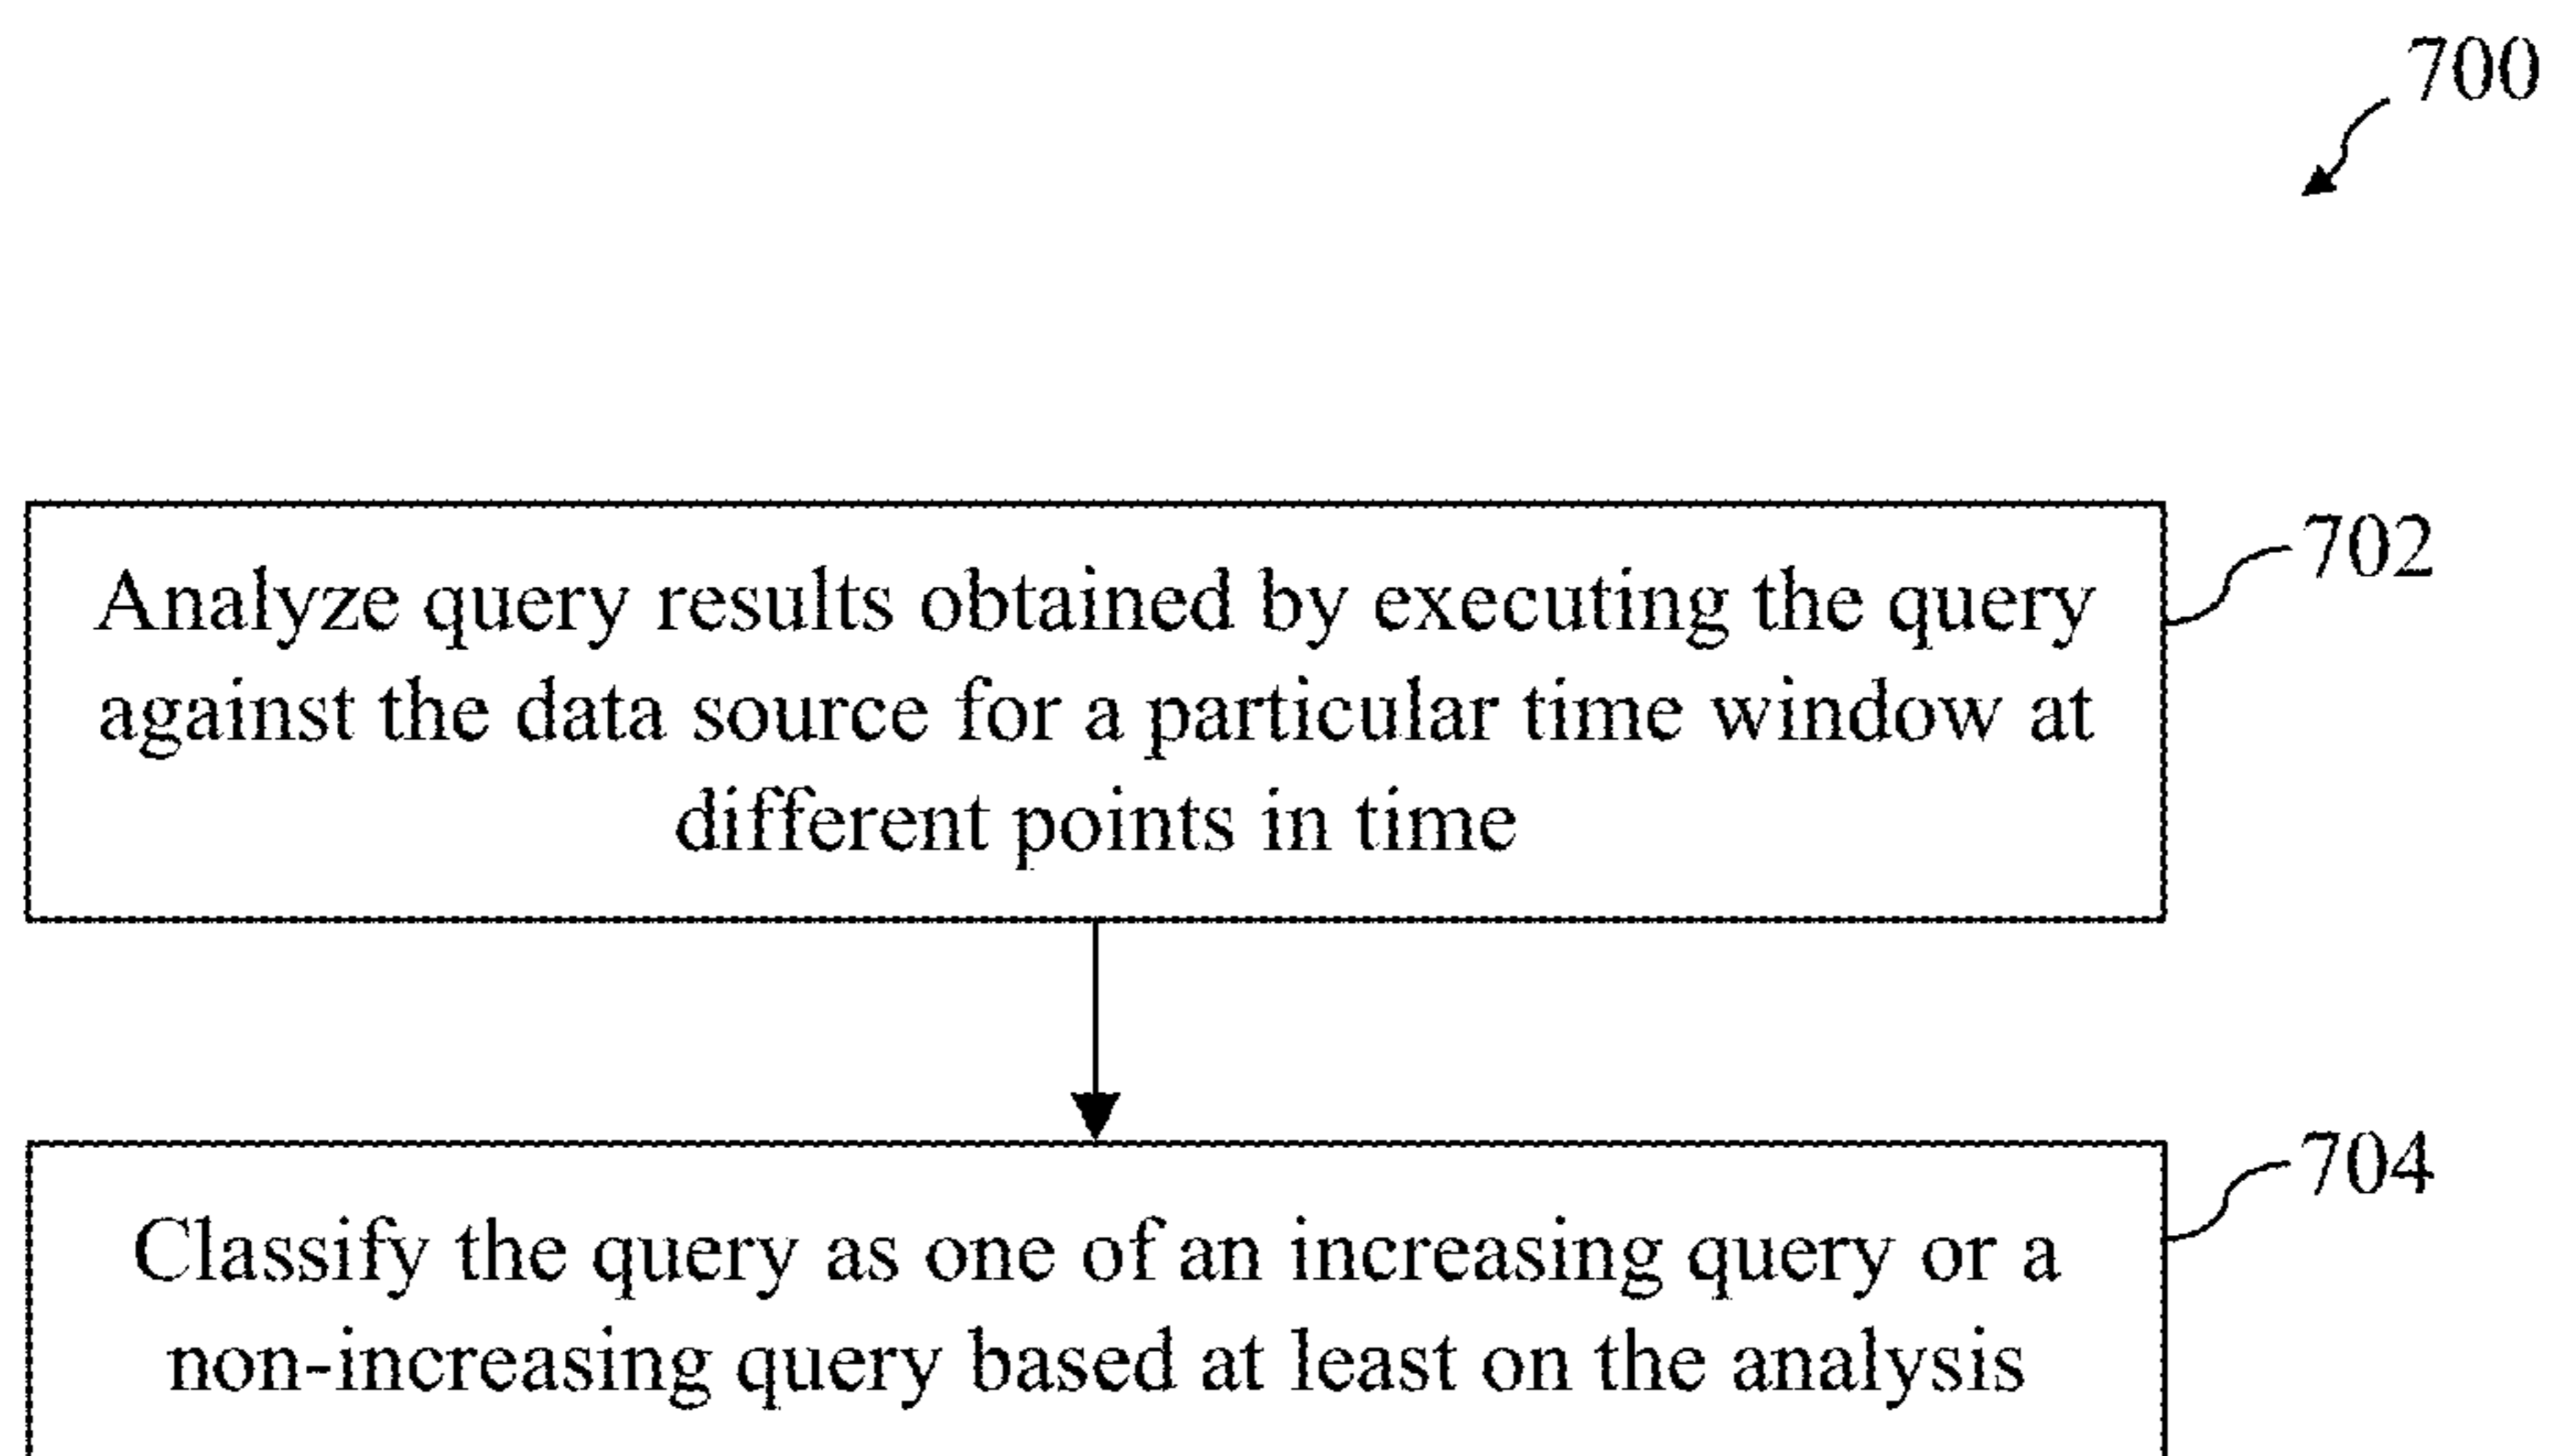 700
702
Analyze query results obtained by executing the query
against the data source for a particular time window at
different points in time
704
Classify the query as one of an increasing query or a
non-increasing query based at least on the analysis